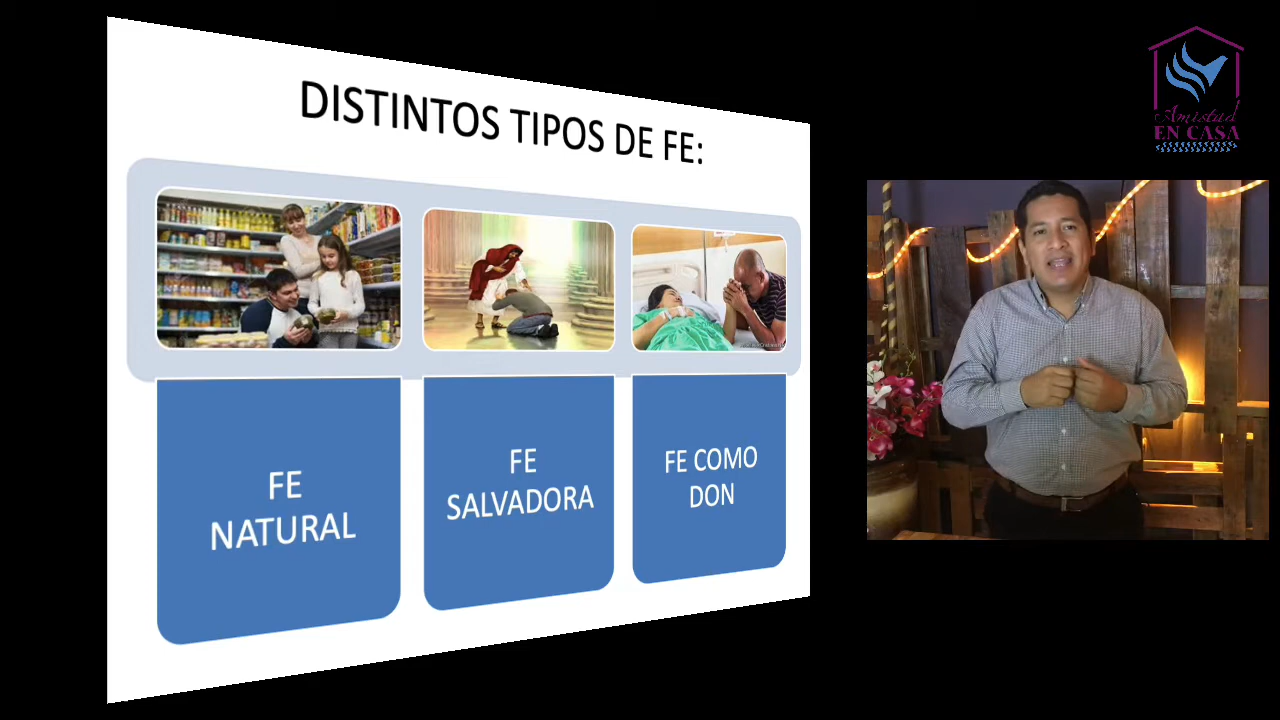 DISTINTOS TIPOS DE FE:
FE
NATURAL
FE
SALVADORA
FE COMO
DON
Amistad
EN CASA